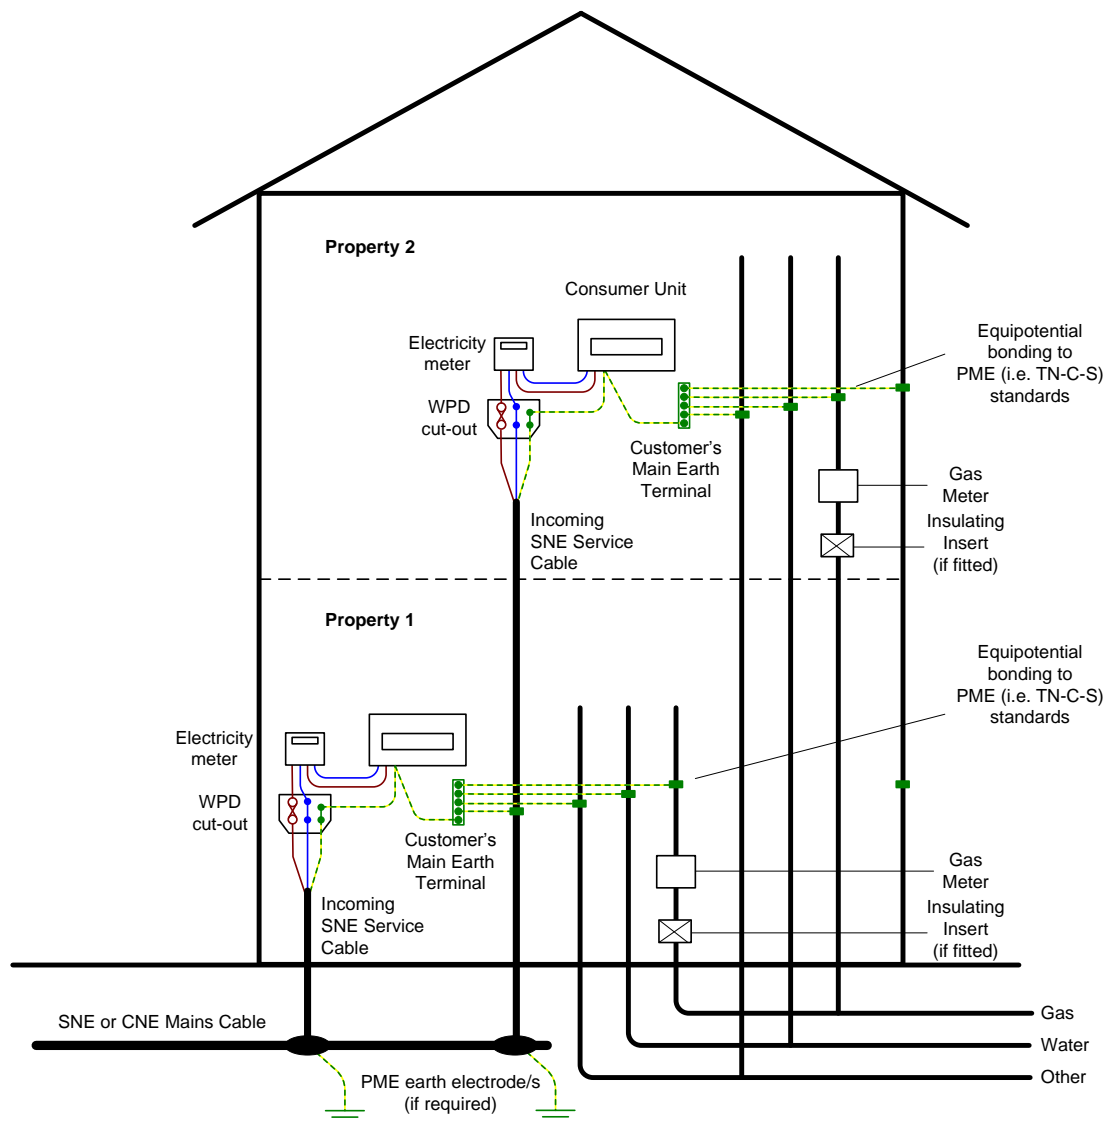 Property 2
Consumer Unit
Electricity
meter
WPD
cut-out
Customer's
Main Earth
Terminal
Incoming
SNE Service
Cable
Equipotential
bonding to
PME (i.e. TN-C-S)
standards
Gas
Meter
Insulating
Insert
(if fitted)
Property 1
Equipotential
bonding to
PME (i.e. TN-C-S)
standards
Electricity
meter
WPD
cut-out
Customer's
Main Earth
Terminal
Incoming
SNE Service
Cable
Gas
Meter
Insulating
Insert
(if fitted)
SNE or CNE Mains Cable
Gas
Water
Other
PME earth electrode/s
(if required)